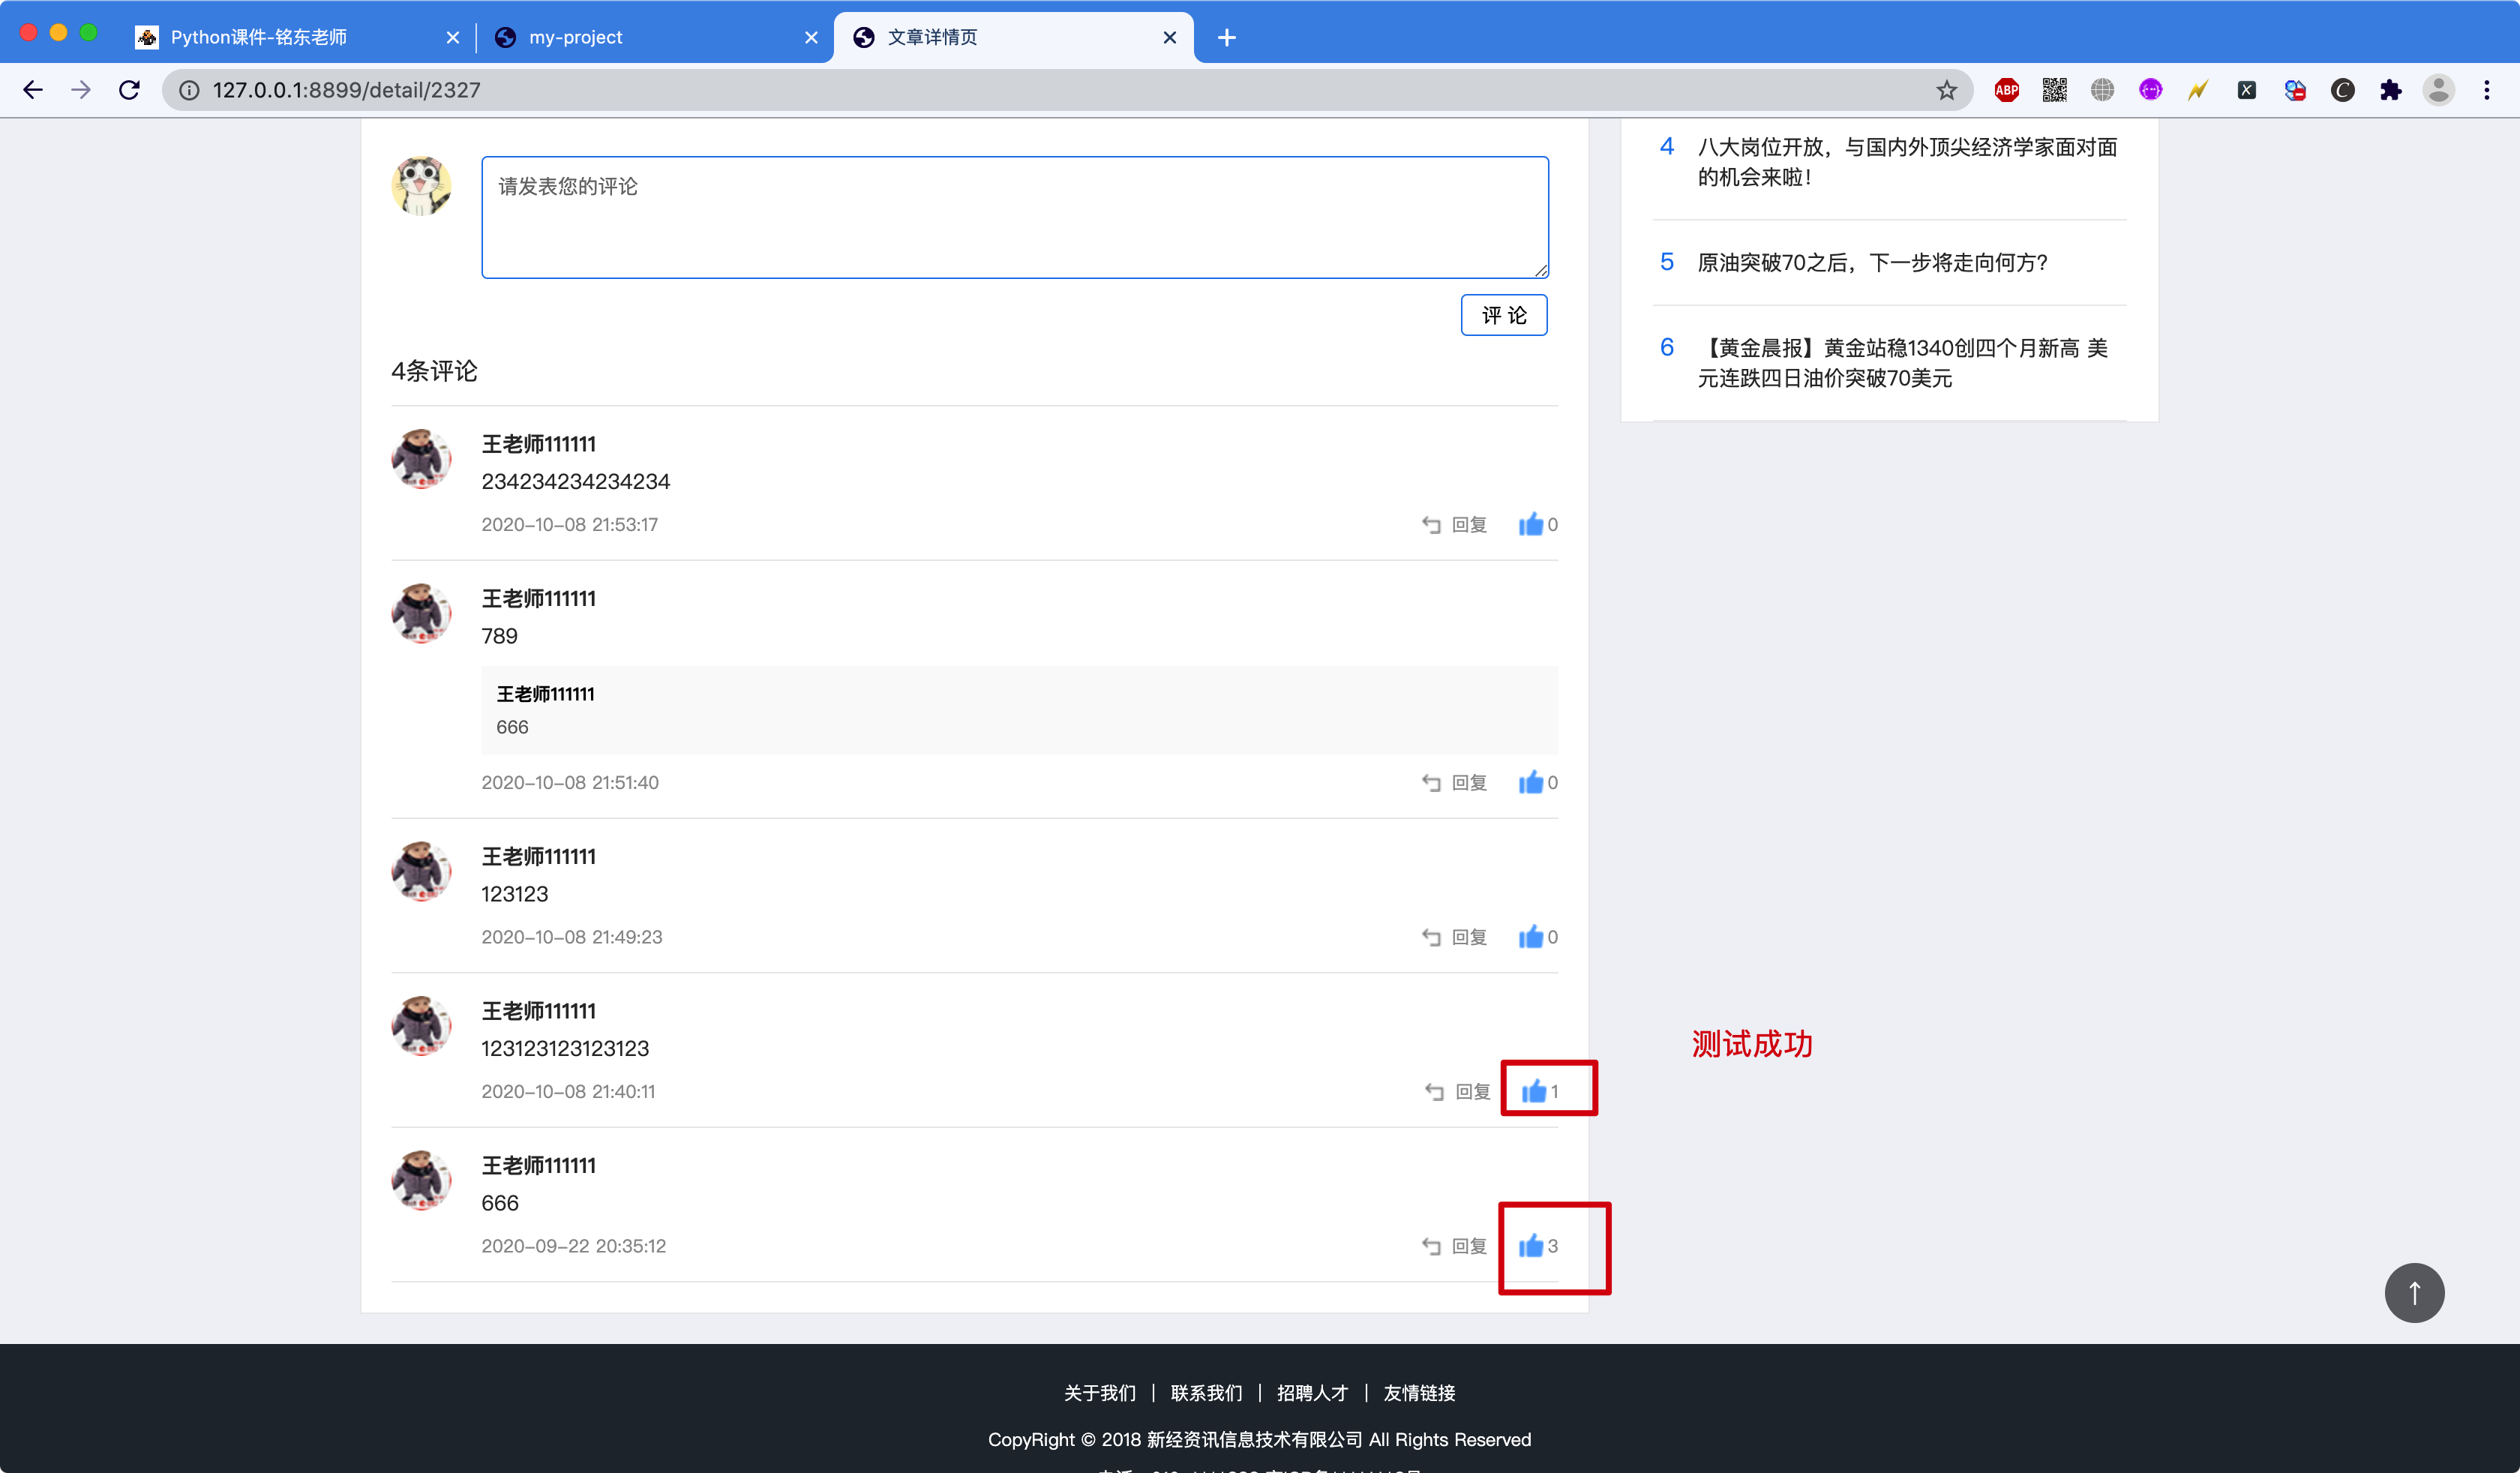 Python课件-铭东老师
my-project
文章详情页
127.0.0.1:8899/detail/2327
ABP
请发表您的评论
评 论
4条评论
王老师111111
234234234234234
2020-10-08 21:53:17
回复
0
王老师111111
789
王老师111111
666
2020-10-08 21:51:40
回复
0
王老师111111
123123
2020-10-08 21:49:23
回复
0
王老师111111
123123123123123
2020-10-08 21:40:11
回复
1
王老师111111
666
2020-09-22 20:35:12
回复
3
4 八大岗位开放，与国内外顶尖经济学家面对面
的机会来啦！
5 原油突破70之后，下一步将走向何方?
6 【黄金晨报】黄金站稳1340创四个月新高 美
元连跌四日油价突破70美元
测试成功
关于我们 | 联系我们 | 招聘人才 | 友情链接
CopyRight © 2018 新经资讯信息技术有限公司 All Rights Reserved